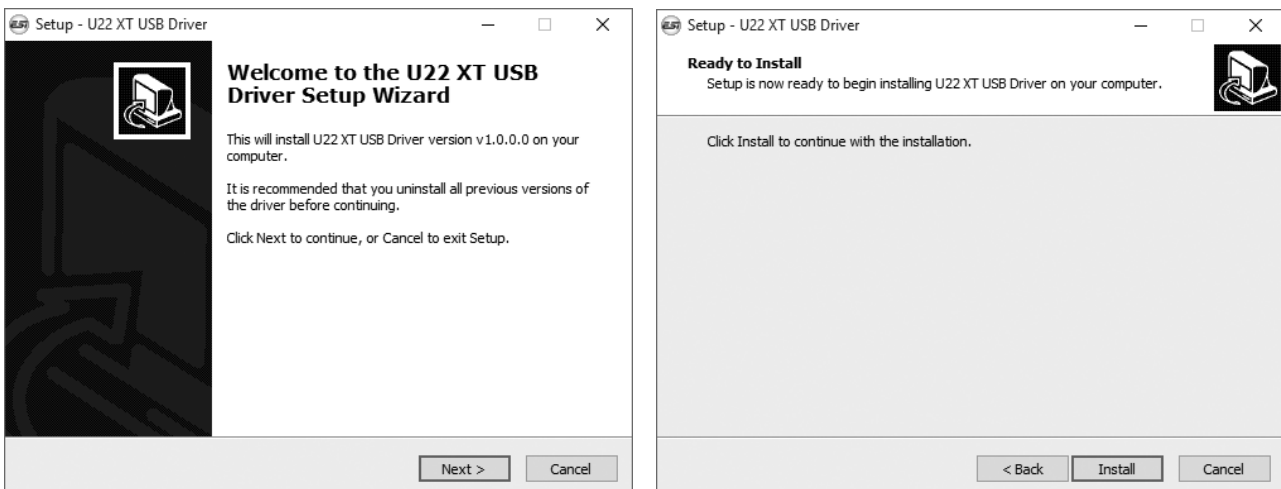 ESI Setup - U22 XT USB Driver
Welcome to the U22 XT USB
Driver Setup Wizard
This will install U22 XT USB Driver version v1.0.0.0 on your
computer.
It is recommended that you uninstall all previous versions of
the driver before continuing.
Click Next to continue, or Cancel to exit Setup.
Next >
Cancel
ESI Setup - U22 XT USB Driver
Ready to Install
Setup is now ready to begin installing U22 XT USB Driver on your computer.
Click Install to continue with the installation.
< Back
Install
Cancel